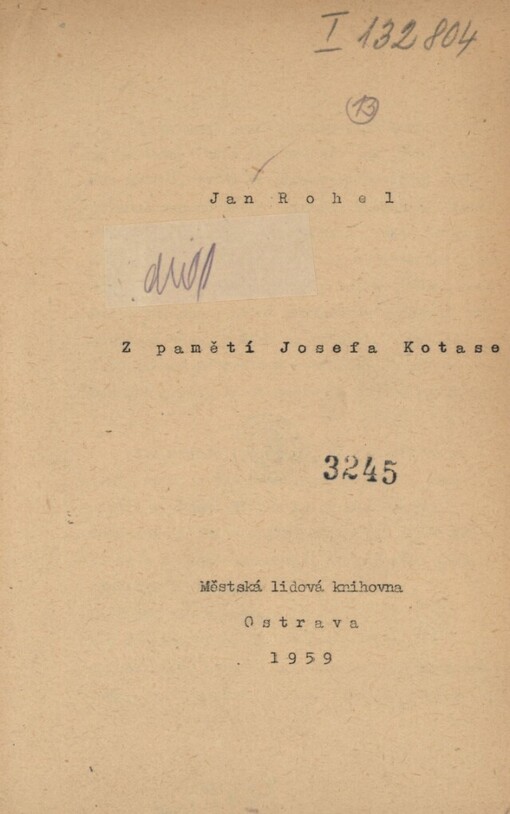 I 132 804
13
Jan Rohel
Z pamětí Josefa Kotase
3245
Městská lidová knihovna
Ostrava
1959